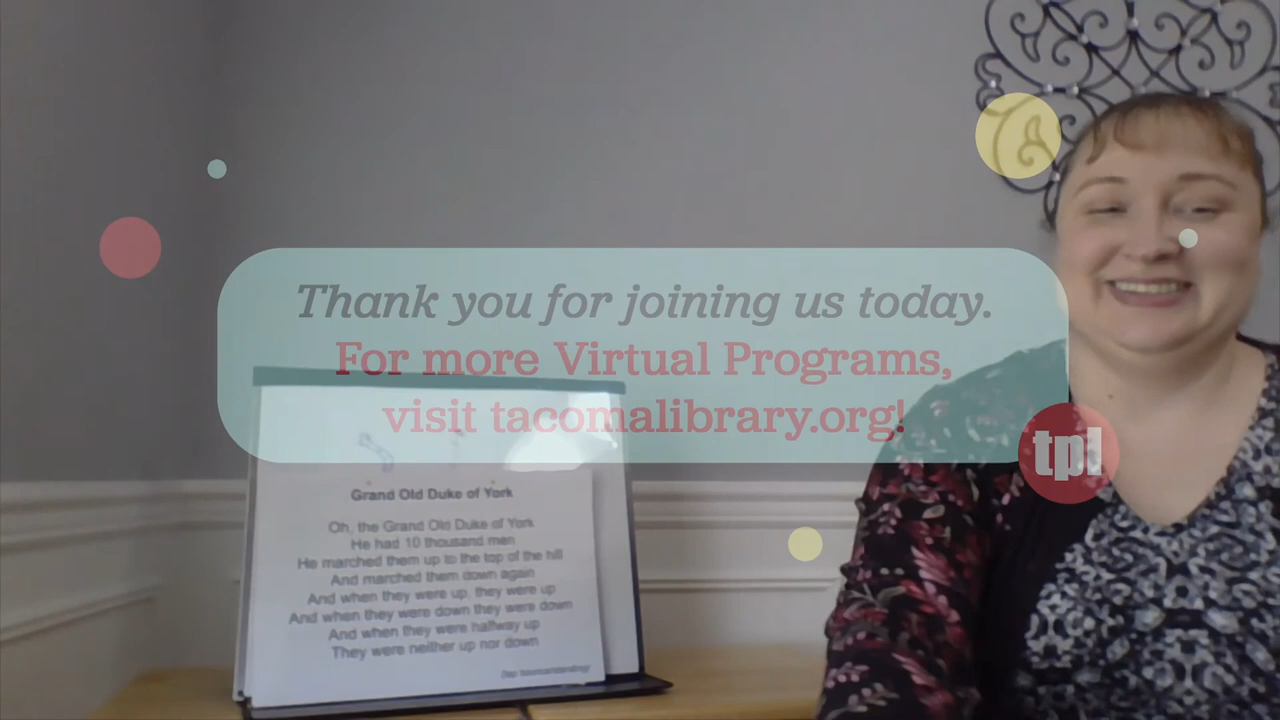 Thank you for joining us today.
For more Virtual Programs,
visit tacomalibrary.org!
tpl
Grand Old Duke of York
Oh, the Grand Old Duke of York
He had 10 thousand men
He marched them up to the top of the hill
And marched them down again
And when they were up, they were up
And when they were down they were down
And when they were halfway up
They were neither up nor down